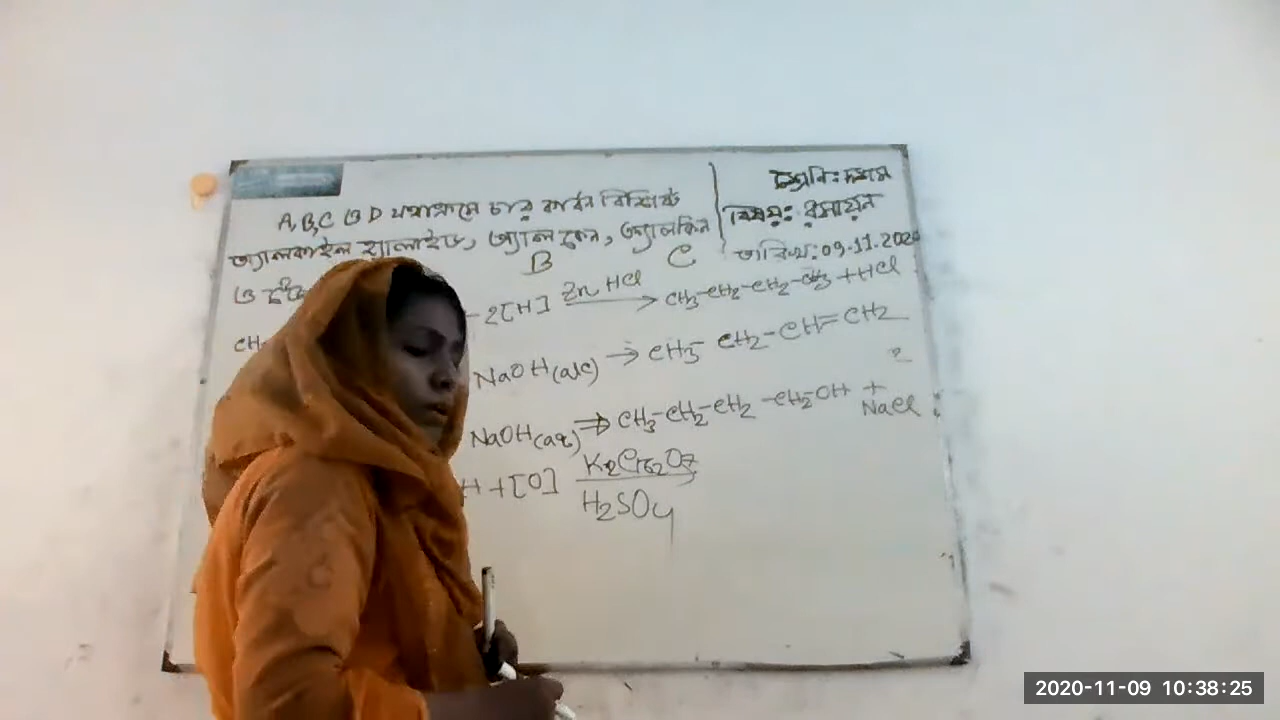 A, B, C ও D যথাক্রমে চার কার্বন বিশিষ্ট
অ্যালকাইল হ্যালাইড, অ্যালকেন, অ্যালকিন
B C
ও
শ্রেনি: দশম
বিষয়: রসায়ন
তারিখ: 09.11.2020
CH3
2[H] Zn HCl → CH3-CH2-CH2-CH3 + HCl
NaOH(alc) → CH3-CH2-CH=CH2
NaOH(aq) ⇒ CH3-CH2-CH2-CH2OH + NaCl
H + [O] K2Cr2O7
H2SO4
2020-11-09 10:38:25